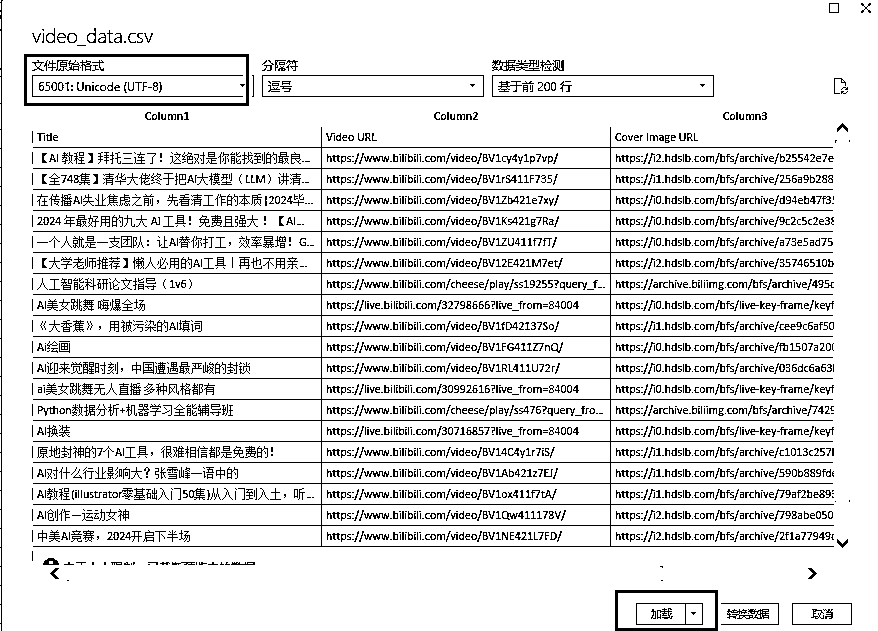 video_data.csv
文件原始格式 分隔符 数据类型检测
65001: Unicode (UTF-8) 逗号 基于前 200 行
Column1 Column2 Column3
Title Video URL Cover Image URL
【AI 教程】拜托三连了！这绝对是你能找到的最良... https://www.bilibili.com/video/BV1cy4y1p7vp/ https://i2.hdslb.com/bfs/archive/b25542e7e
【全748集】清华大佬终于把AI大模型（LLM）讲清... https://www.bilibili.com/video/BV1rS411F735/ https://i1.hdslb.com/bfs/archive/256a9b288
在传播AI失业焦虑之前，先看清工作的本质|2024毕... https://www.bilibili.com/video/BV1Zb421e7xy/ https://i0.hdslb.com/bfs/archive/d94eb47f35
2024 年最好用的九大 AI 工具！免费且强大！【AI... https://www.bilibili.com/video/BV1Ks421g7Ra/ https://i0.hdslb.com/bfs/archive/9c2c5c2e38
一个人就是一支团队：让AI替你打工，效率暴增！G... https://www.bilibili.com/video/BV1ZU411f7fT/ https://i0.hdslb.com/bfs/archive/a73e5ad75
【大学老师推荐】懒人必用的AI工具丨再也不用亲... https://www.bilibili.com/video/BV12E421M7et/ https://i2.hdslb.com/bfs/archive/35746510b
人工智能科研论文指导（1v6） https://www.bilibili.com/cheese/play/ss19255?query_f... https://archive.biliimg.com/bfs/archive/495c
AI美女跳舞 嗨爆全场 https://live.bilibili.com/32798666?live_from=84004 https://i0.hdslb.com/bfs/live-key-frame/keyf
《大香蕉》，用被污染的AI填词 https://www.bilibili.com/video/BV1fD42137So/ https://i1.hdslb.com/bfs/archive/cee9c6af50
Ai绘画 https://www.bilibili.com/video/BV1FG411Z7nQ/ https://i0.hdslb.com/bfs/archive/fb1507a200
AI迎来觉醒时刻，中国遭遇最严峻的封锁 https://www.bilibili.com/video/BV1RL411U72r/ https://i0.hdslb.com/bfs/archive/036dc6a63
ai美女跳舞无人直播 多种风格都有 https://live.bilibili.com/30992616?live_from=84004 https://i0.hdslb.com/bfs/live-key-frame/keyf
Python数据分析+机器学习全能辅导班 https://www.bilibili.com/cheese/play/ss476?query_fro... https://archive.biliimg.com/bfs/archive/7429
AI换装 https://live.bilibili.com/30716857?live_from=84004 https://i0.hdslb.com/bfs/live-key-frame/keyf
原地封神的7个AI工具，很难相信都是免费的！ https://www.bilibili.com/video/BV14C4y1r7iS/ https://i1.hdslb.com/bfs/archive/c1013c257
AI对什么行业影响大？张雪峰一语中的 https://www.bilibili.com/video/BV1Ab421z7EJ/ https://i1.hdslb.com/bfs/archive/590b889fde
AI教程(illustrator零基础入门50集)从入门到入土，听... https://www.bilibili.com/video/BV1ox411f7tA/ https://i1.hdslb.com/bfs/archive/79af2be893
AI创作—运动女神 https://www.bilibili.com/video/BV1Qw411173V/ https://i2.hdslb.com/bfs/archive/798abe050
中美AI竞赛，2024开启下半场 https://www.bilibili.com/video/BV1NE421L7FD/ https://i2.hdslb.com/bfs/archive/2f1a77949
加载 转换数据 取消